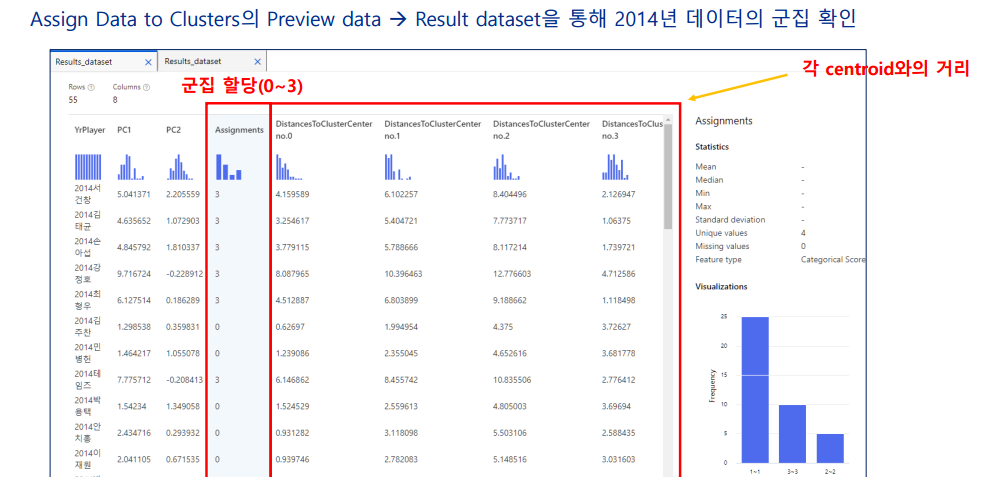 Assign Data to Clusters의 Preview data → Result dataset을 통해 2014년 데이터의 군집 확인
Results_dataset × Results_dataset ×
각 centroid와의 거리
Rows Columns
55 8
군집 할당(0~3)
YrPlayer PC1 PC2 Assignments DistancesToClusterCenter no.0 DistancesToClusterCenter no.1 DistancesToClusterCenter no.2 DistancesToClus no.3
2014서건창 5.041371 2.205559 3 4.159589 6.102257 8.404496 2.126947
2014김태균 4.635652 1.072903 3 3.254617 5.404721 7.773717 1.06375
2014손아섭 4.845792 1.810337 3 3.779115 5.788666 8.117214 1.739721
2014강정호 9.716724 -0.228912 3 8.087965 10.396463 12.776603 4.712586
2014최형우 6.127514 0.186289 3 4.512887 6.803899 9.188662 1.118498
2014김주찬 1.298538 0.359831 0 0.62697 1.994954 4.375 3.72627
2014민병헌 1.464217 1.055078 0 1.239086 2.355045 4.652616 3.681778
2014테임즈 7.775712 -0.208413 3 6.146862 8.455742 10.835506 2.776412
2014박용택 1.54234 1.349058 0 1.524529 2.559613 4.805003 3.69694
2014안치홍 2.434716 0.293932 0 0.931282 3.118098 5.503106 2.588435
2014이재원 2.041105 0.671535 0 0.939746 2.782083 5.148516 3.031603
Assignments
Statistics
Mean -
Median -
Min -
Max -
Standard deviation -
Unique values 4
Missing values 0
Feature type Categorical Score
Visualizations
Frequency
25
20
15
10
5
0
1~1 3~3 2~2